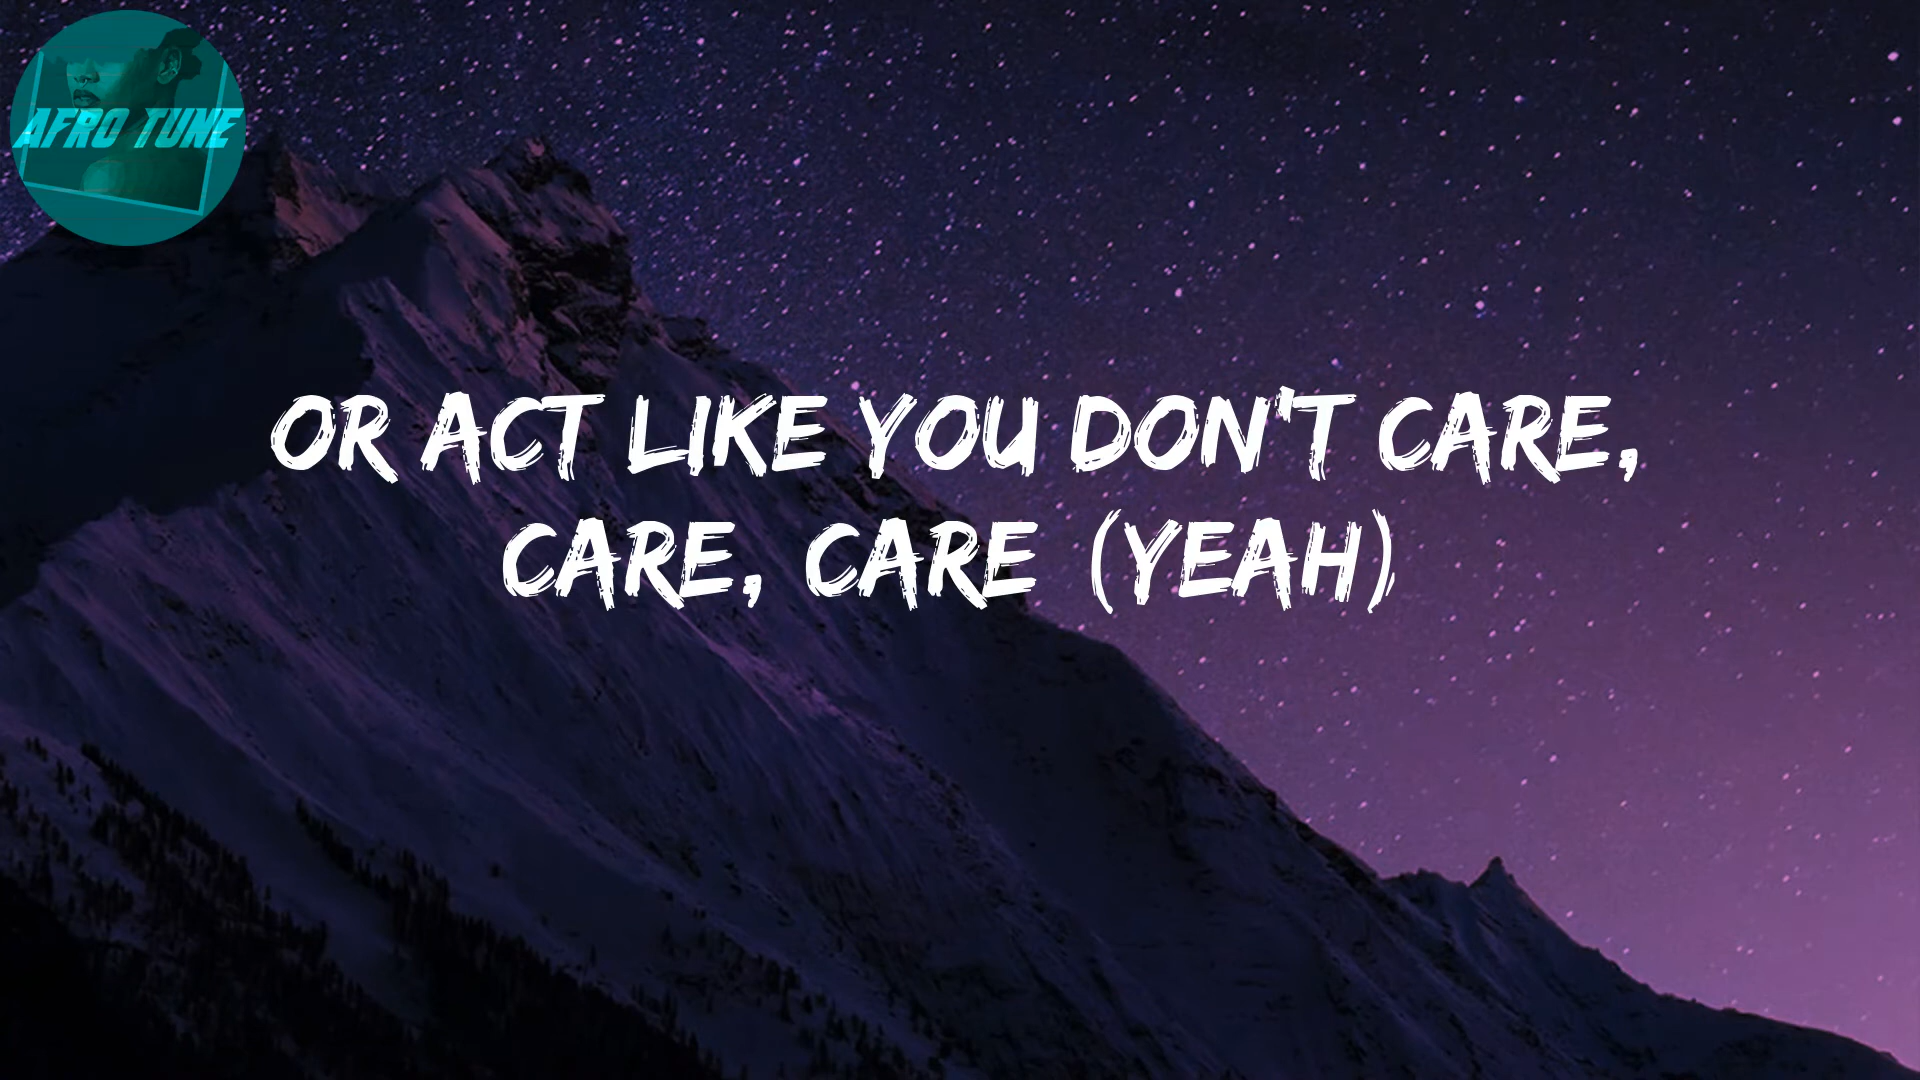 AFRO TUNE
OR ACT LIKE YOU DON'T CARE,
CARE, CARE (YEAH)